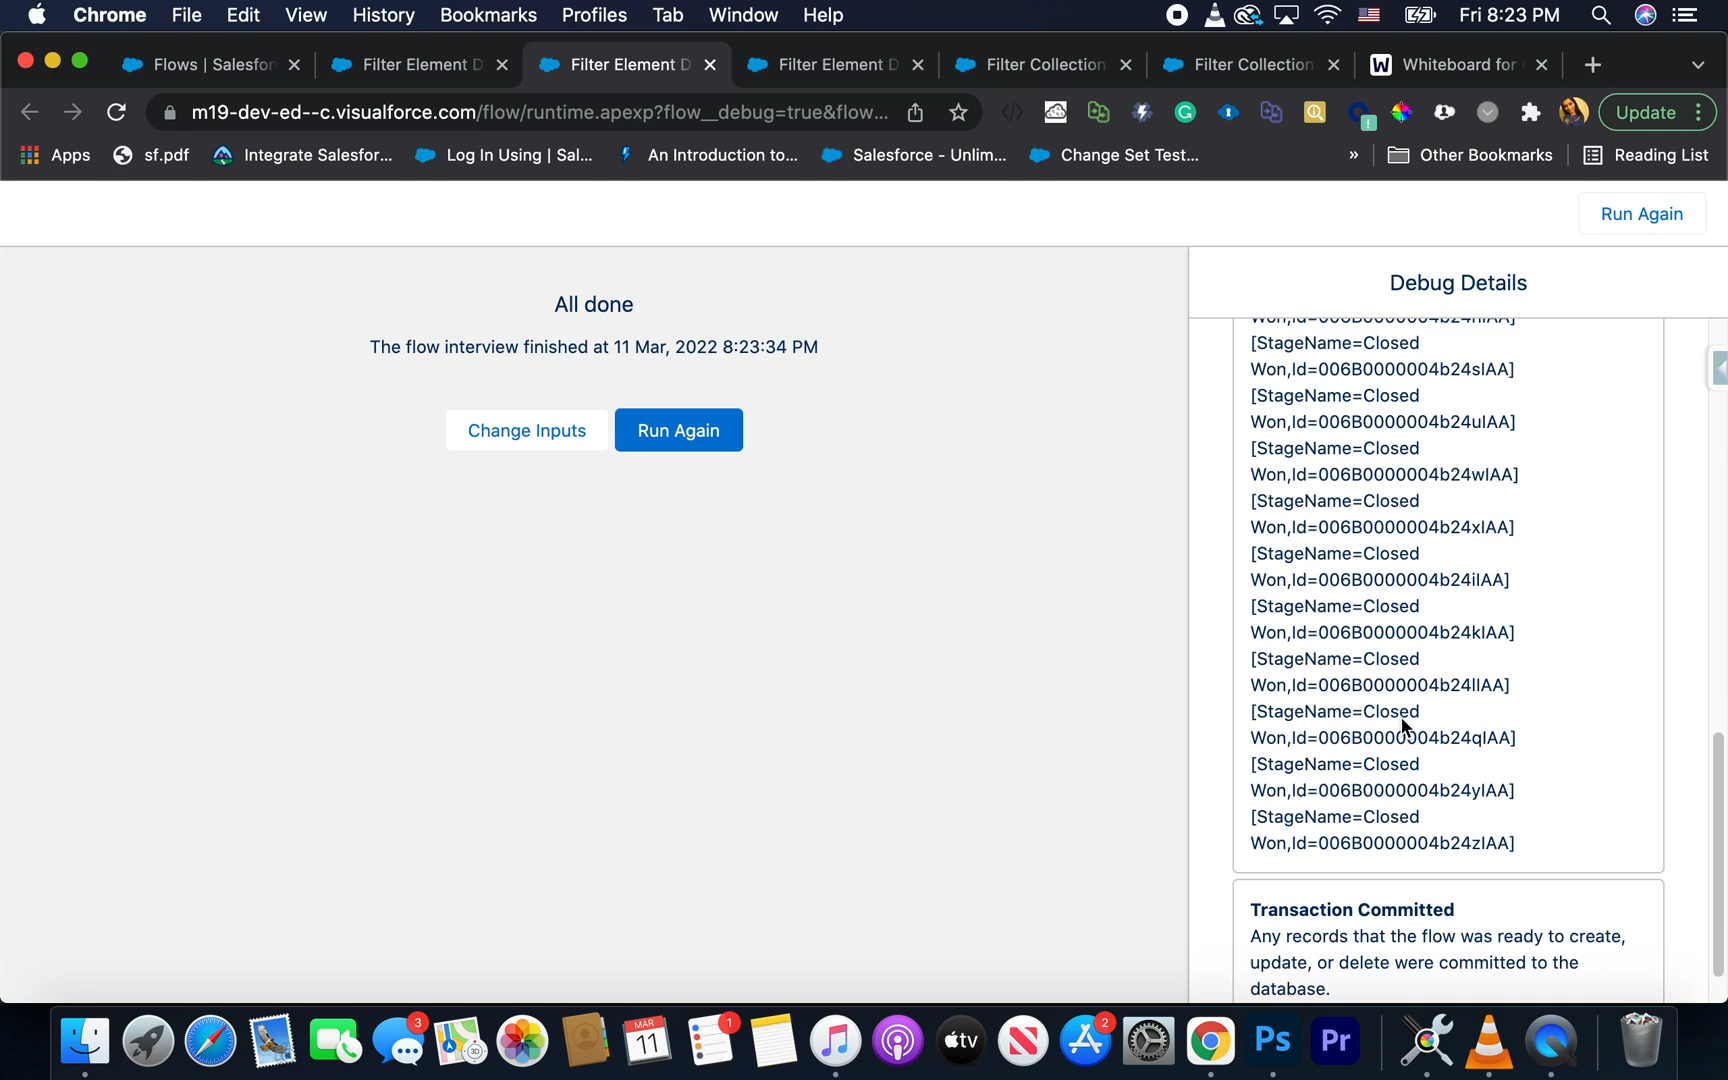 Chrome File Edit View History Bookmarks Profiles Tab Window Help Fri 8:23 PM
Flows | Salesfor Filter Element D Filter Element D Filter Element D Filter Collection Filter Collection W Whiteboard for
m19-dev-ed--c.visualforce.com/flow/runtime.apexp?flow__debug=true&flow... Update
Apps sf.pdf Integrate Salesfor... Log In Using | Sal... An Introduction to... Salesforce - Unlim... Change Set Test... » Other Bookmarks Reading List
Run Again
Debug Details
All done
The flow interview finished at 11 Mar, 2022 8:23:34 PM
Change Inputs Run Again
[StageName=Closed
Won,Id=006B0000004b24sIAA]
[StageName=Closed
Won,Id=006B0000004b24uIAA]
[StageName=Closed
Won,Id=006B0000004b24wIAA]
[StageName=Closed
Won,Id=006B0000004b24xIAA]
[StageName=Closed
Won,Id=006B0000004b24iIAA]
[StageName=Closed
Won,Id=006B0000004b24kIAA]
[StageName=Closed
Won,Id=006B0000004b24lIAA]
[StageName=Closed
Won,Id=006B0000004b24qIAA]
[StageName=Closed
Won,Id=006B0000004b24yIAA]
[StageName=Closed
Won,Id=006B0000004b24zIAA]
Transaction Committed
Any records that the flow was ready to create,
update, or delete were committed to the
database.
3 MAR 11 1 tv 2 Ps Pr